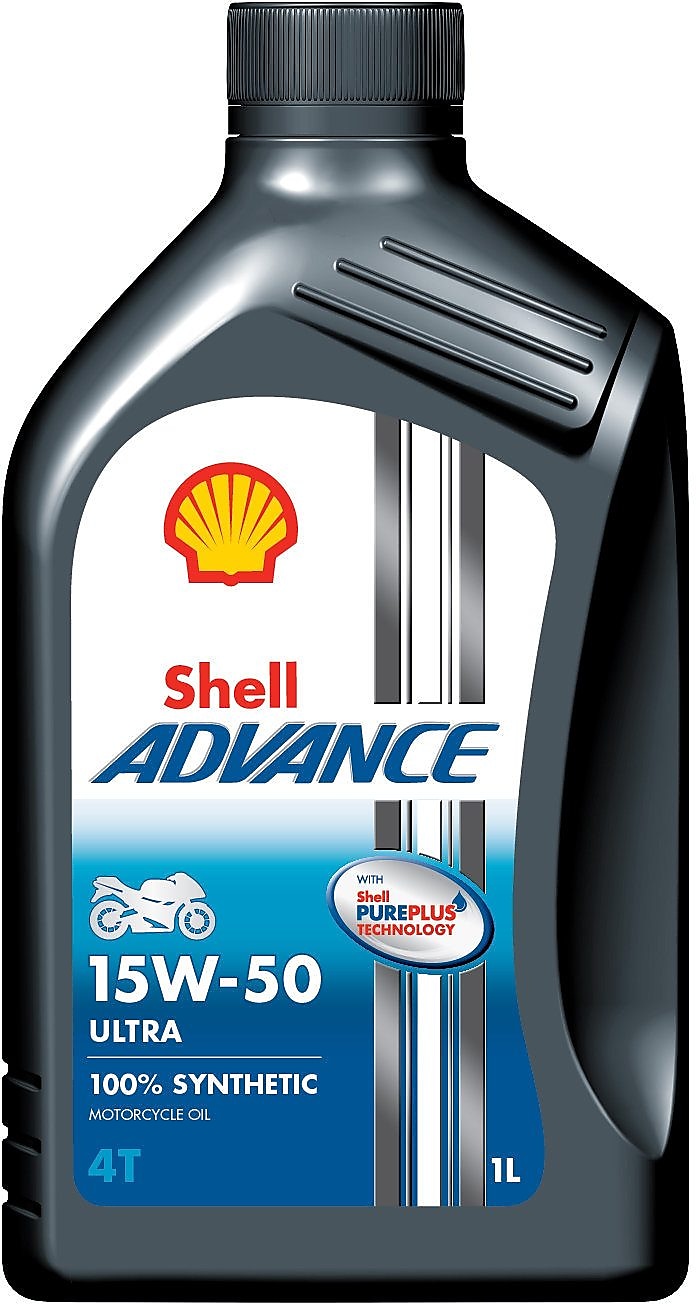 Shell
ADVANCE
WITH
Shell
PUREPLUS
TECHNOLOGY
15W-50
ULTRA
100% SYNTHETIC
MOTORCYCLE OIL
4T
1L